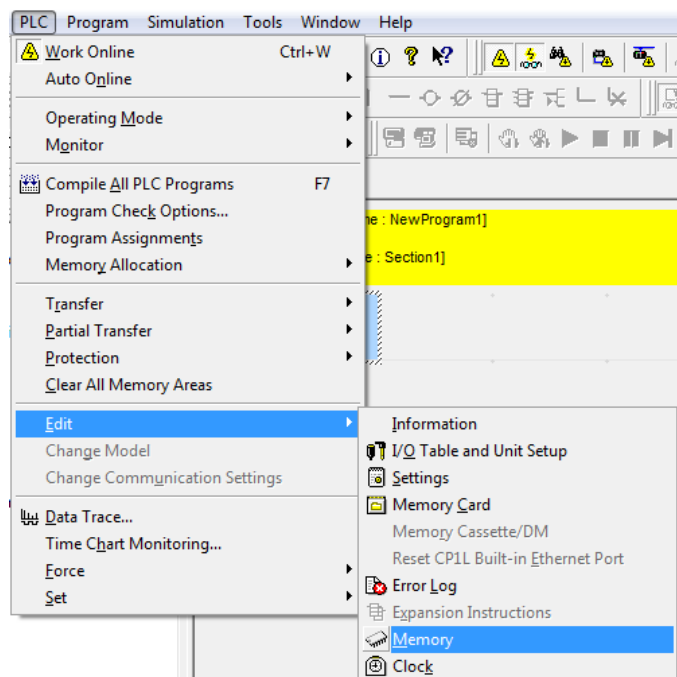 PLC Program Simulation Tools Window Help
Work Online Ctrl+W
Auto Online
Operating Mode
Monitor
Compile All PLC Programs F7
Program Check Options...
Program Assignments
Memory Allocation
Transfer
Partial Transfer
Protection
Clear All Memory Areas
Edit
Change Model
Change Communication Settings
Data Trace...
Time Chart Monitoring...
Force
Set
me : NewProgram1]
e : Section1]
Information
I/O Table and Unit Setup
Settings
Memory Card
Memory Cassette/DM
Reset CP1L Built-in Ethernet Port
Error Log
Expansion Instructions
Memory
Clock